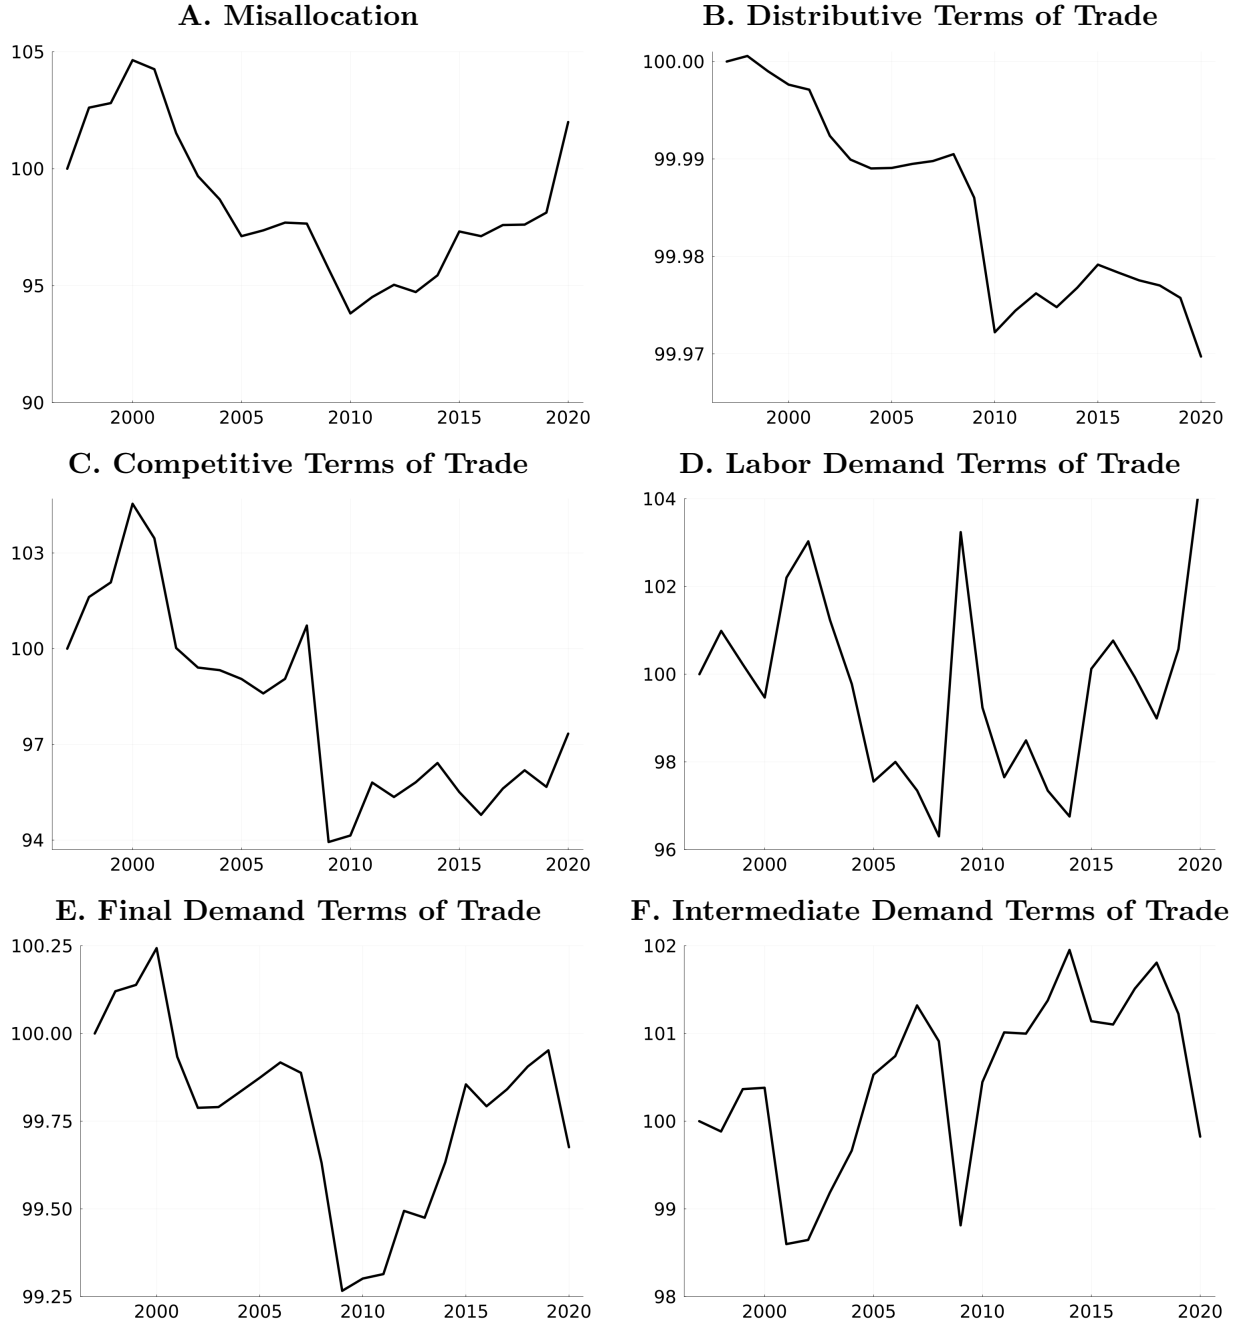 A. Misallocation
105
100
95
90
2000 2005 2010 2015 2020
B. Distributive Terms of Trade
100.00
99.99
99.98
99.97
2000 2005 2010 2015 2020
C. Competitive Terms of Trade
103
100
97
94
2000 2005 2010 2015 2020
D. Labor Demand Terms of Trade
104
102
100
98
96
2000 2005 2010 2015 2020
E. Final Demand Terms of Trade
100.25
100.00
99.75
99.50
99.25
2000 2005 2010 2015 2020
F. Intermediate Demand Terms of Trade
102
101
100
99
98
2000 2005 2010 2015 2020